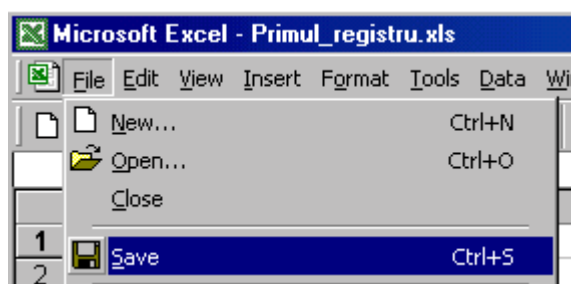 Microsoft Excel - Primul_registru.xls
File Edit View Insert Format Tools Data Wi
New... Ctrl+N
Open... Ctrl+O
Close
1
Save Ctrl+S
2